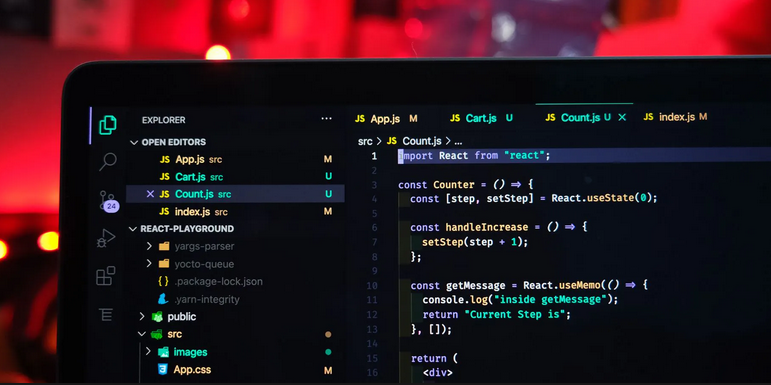 EXPLORER ...
OPEN EDITORS
JS App.js src M
JS Cart.js src U
JS Count.js src U
JS index.js src M
24
REACT-PLAYGROUND
yargs-parser
yocto-queue
{} .package-lock.json
.yarn-integrity
public
src
images
App.css M
JS App.js M JS Cart.js U JS Count.js U JS index.js M
src > JS Count.js > ...
1 import React from "react";
2
3 const Counter = () => {
4 const [step, setStep] = React.useState(0);
5
6 const handleIncrease = () => {
7 setStep(step + 1);
8 };
9
10 const getMessage = React.useMemo(() => {
11 console.log("inside getMessage");
12 return "Current Step is";
13 }, []);
14
15 return (
16 <div>